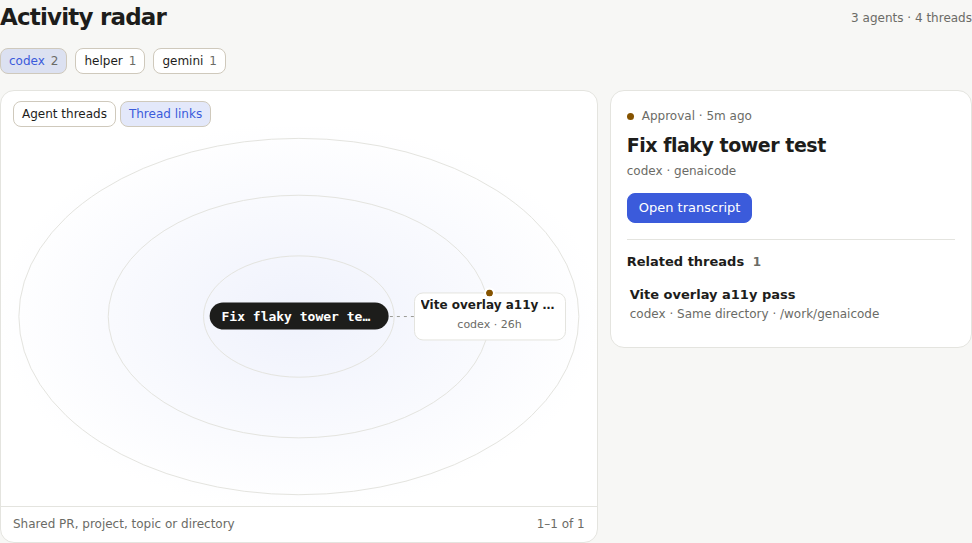 Activity radar
3 agents · 4 threads
codex 2
helper 1
gemini 1
Agent threads
Thread links
Fix flaky tower te…
Vite overlay a11y …
codex · 26h
Shared PR, project, topic or directory
1–1 of 1
Approval · 5m ago
Fix flaky tower test
codex · genaicode
Open transcript
Related threads 1
Vite overlay a11y pass
codex · Same directory · /work/genaicode